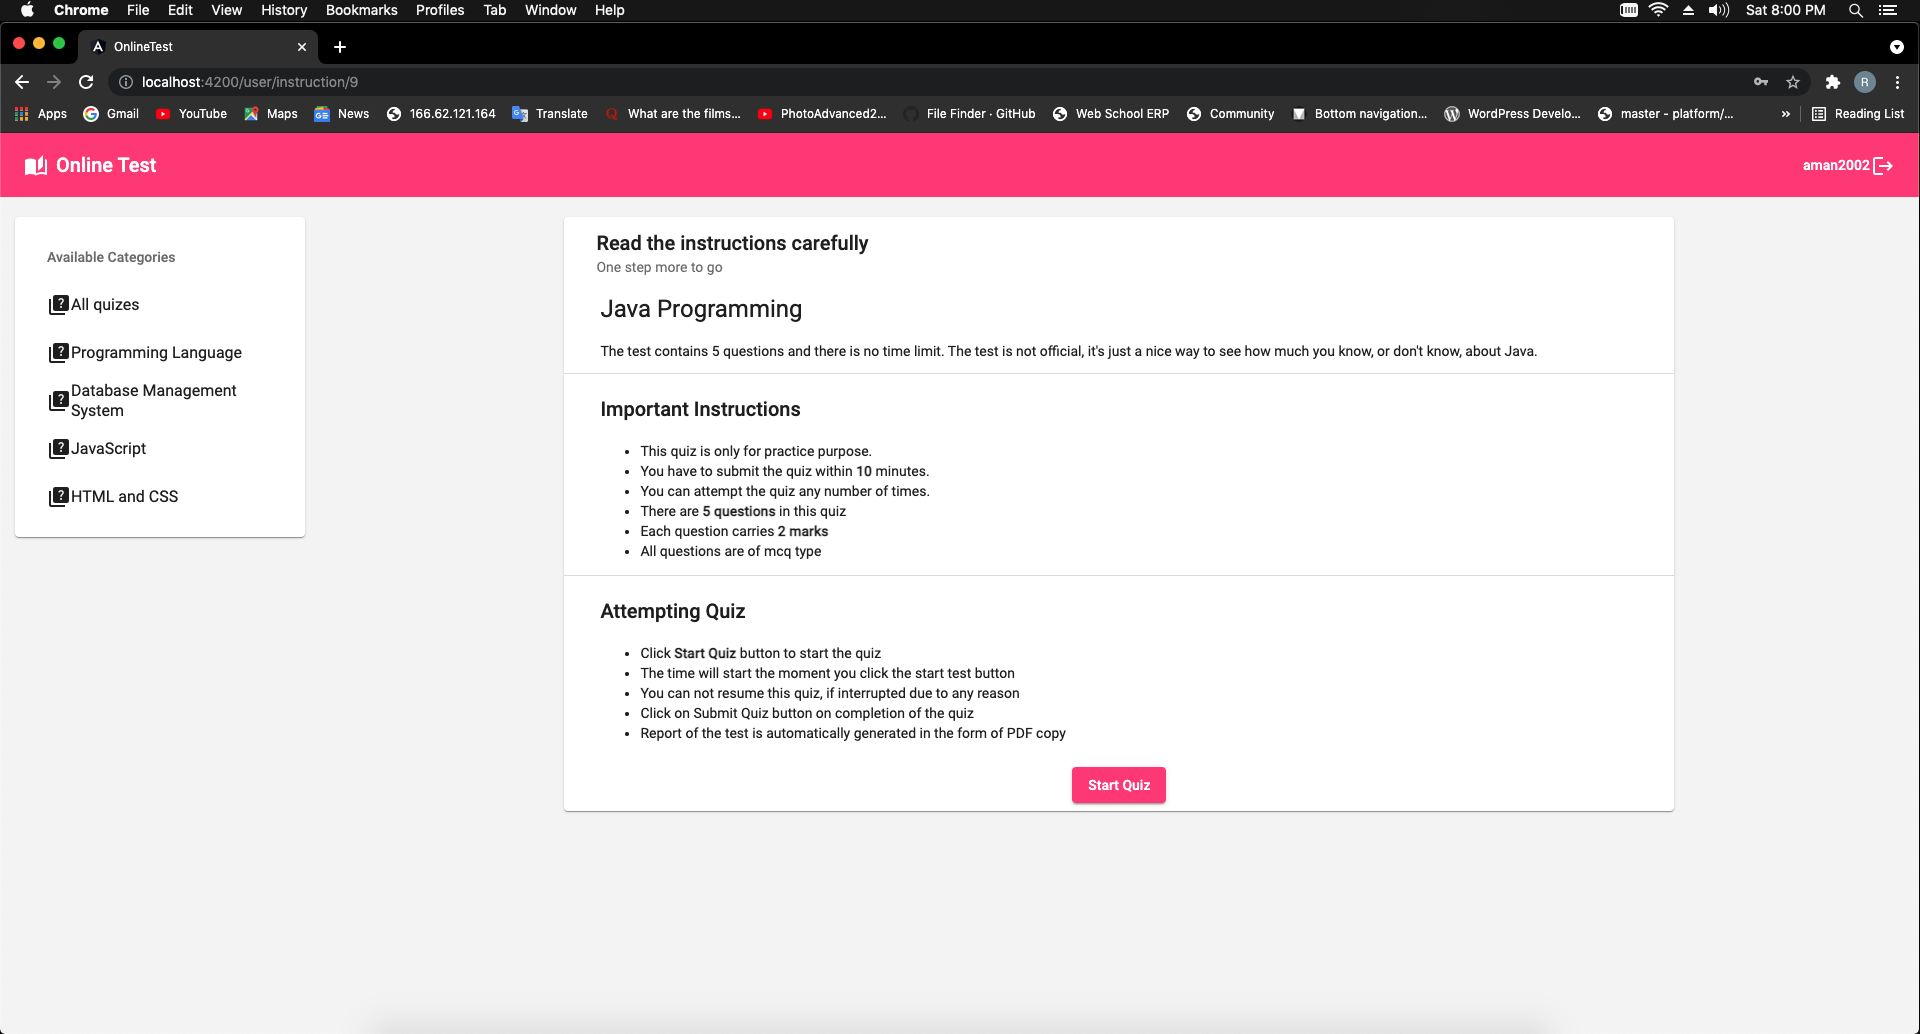 Chrome File Edit View History Bookmarks Profiles Tab Window Help Sat 8:00 PM
OnlineTest
localhost:4200/user/instruction/9 R
Apps Gmail YouTube Maps News 166.62.121.164 Translate What are the films... PhotoAdvanced2... File Finder · GitHub Web School ERP Community Bottom navigation... WordPress Develo... master - platform/... » Reading List
Online Test aman2002
Available Categories
All quizes
Programming Language
Database Management
System
JavaScript
HTML and CSS
Read the instructions carefully
One step more to go
Java Programming
The test contains 5 questions and there is no time limit. The test is not official, it's just a nice way to see how much you know, or don't know, about Java.
Important Instructions
• This quiz is only for practice purpose.
• You have to submit the quiz within 10 minutes.
• You can attempt the quiz any number of times.
• There are 5 questions in this quiz
• Each question carries 2 marks
• All questions are of mcq type
Attempting Quiz
• Click Start Quiz button to start the quiz
• The time will start the moment you click the start test button
• You can not resume this quiz, if interrupted due to any reason
• Click on Submit Quiz button on completion of the quiz
• Report of the test is automatically generated in the form of PDF copy
Start Quiz